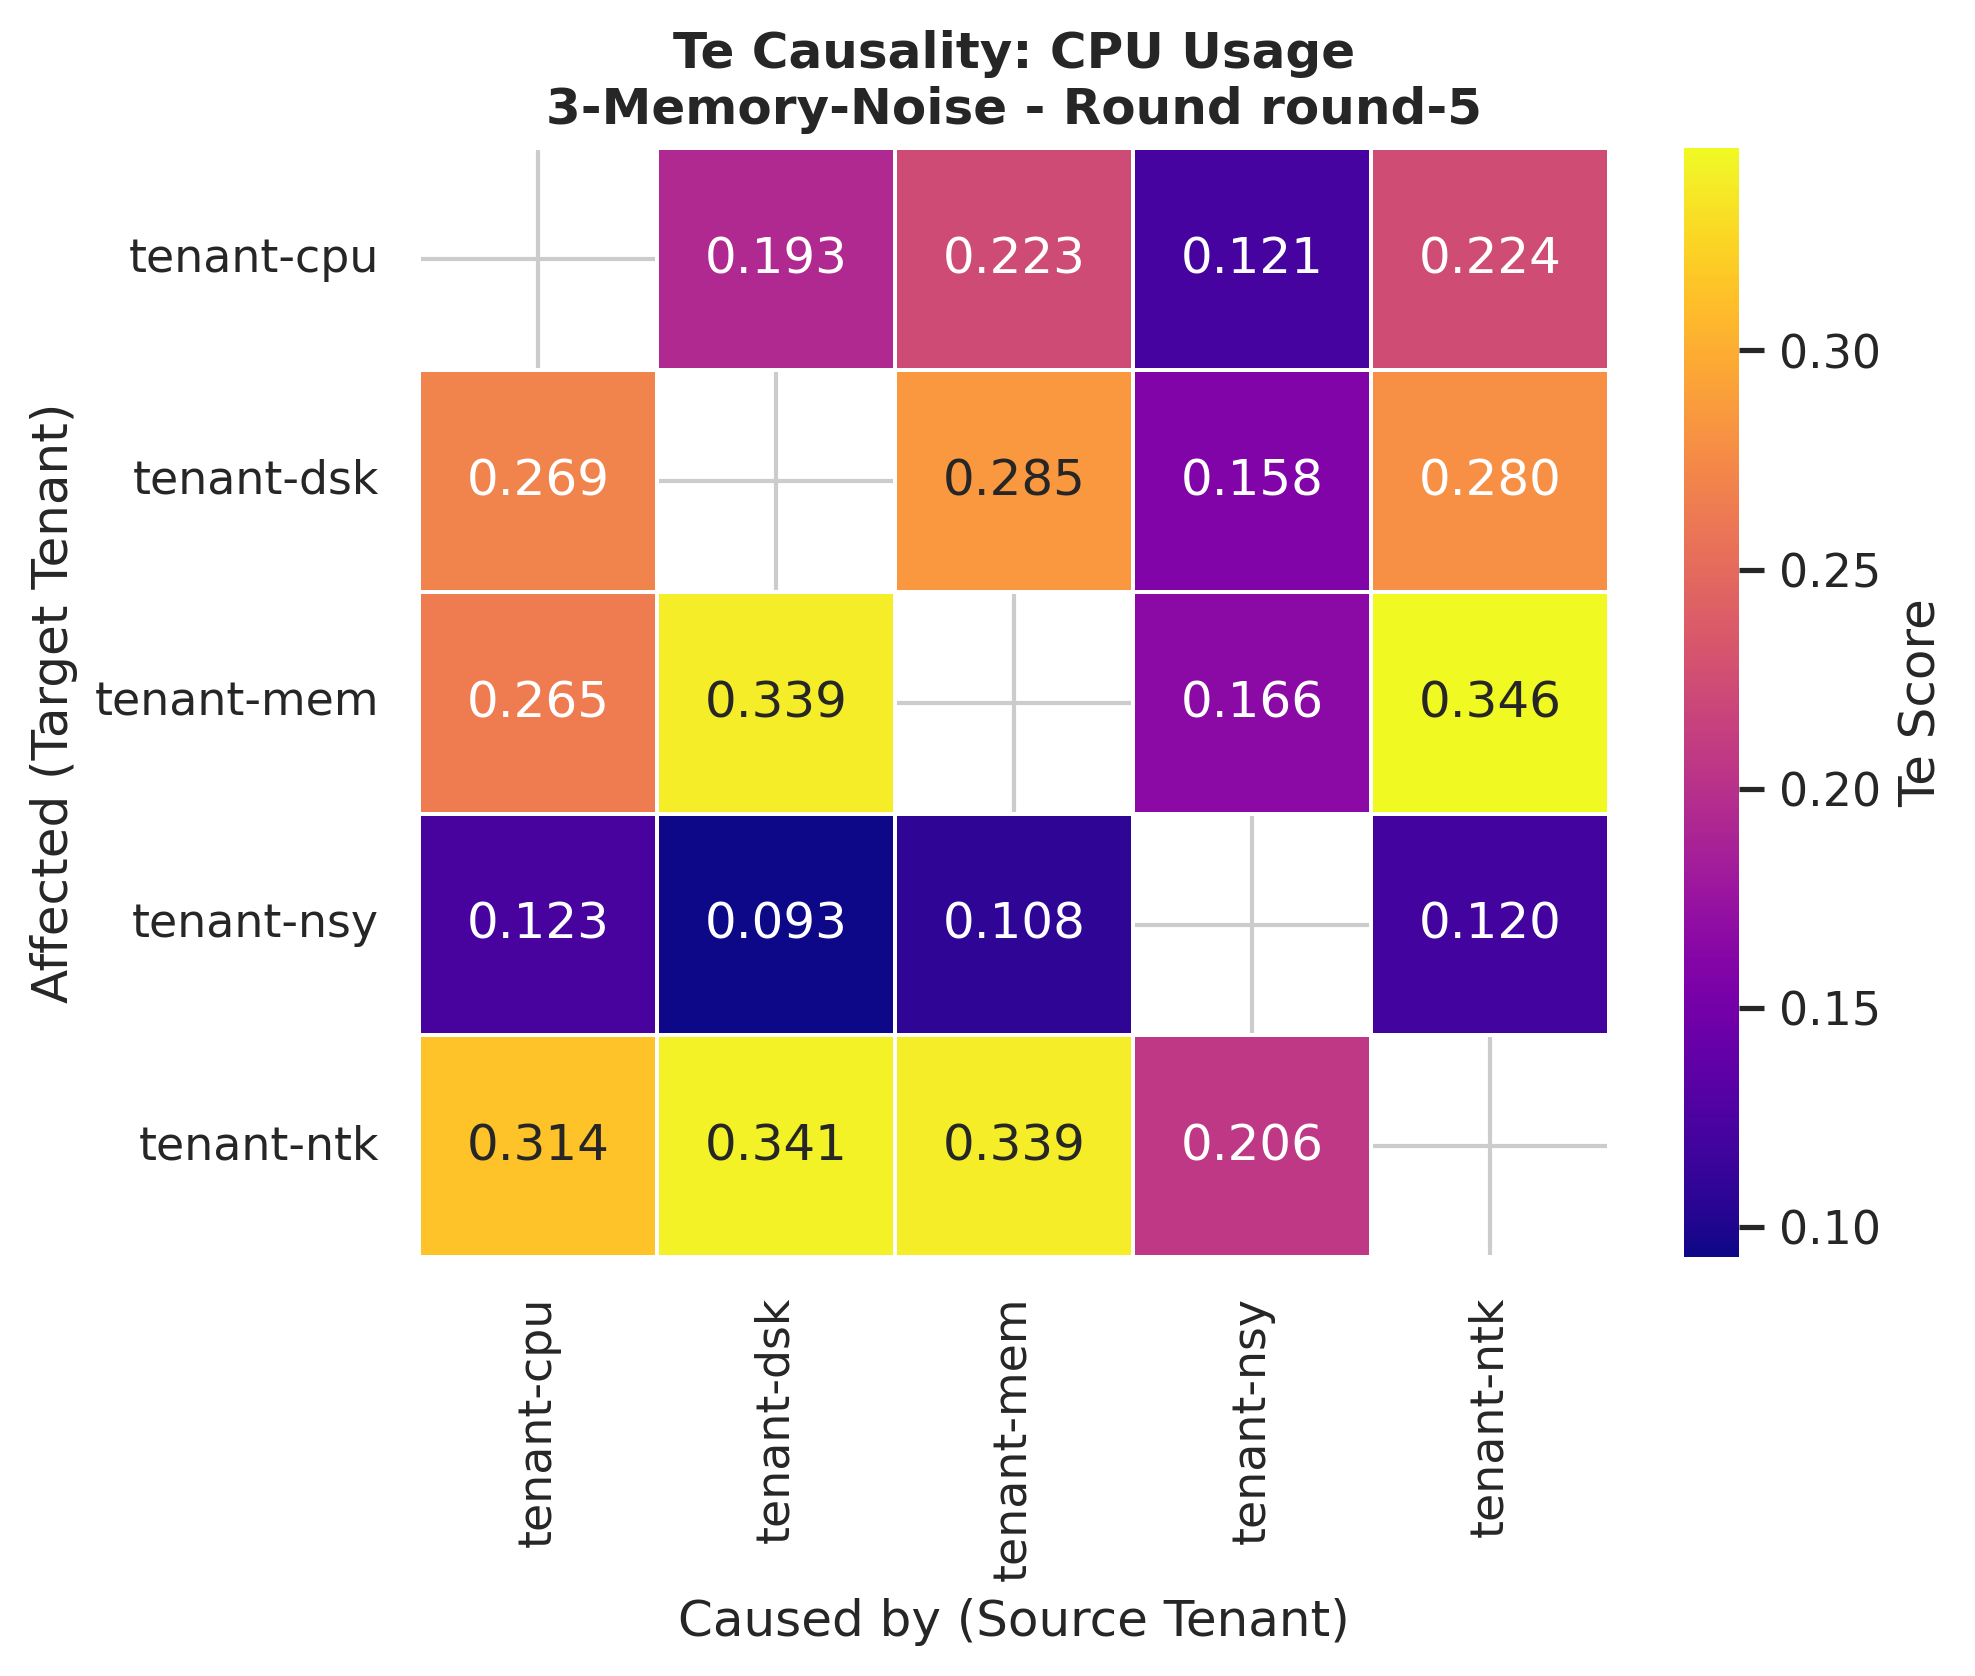 Te Causality: CPU Usage
3-Memory-Noise - Round round-5
Affected (Target Tenant)
tenant-cpu 0.193 0.223 0.121 0.224
tenant-dsk 0.269 0.285 0.158 0.280
tenant-mem 0.265 0.339 0.166 0.346
tenant-nsy 0.123 0.093 0.108 0.120
tenant-ntk 0.314 0.341 0.339 0.206
tenant-cpu tenant-dsk tenant-mem tenant-nsy tenant-ntk
Caused by (Source Tenant)
0.30
0.25
0.20
0.15
0.10
Te Score